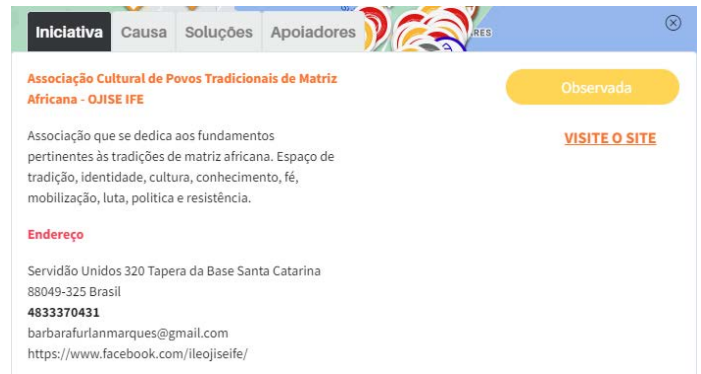 Iniciativa
Causa
Soluções
Apoiadores
RES
Associação Cultural de Povos Tradicionais de Matriz
Africana - OJISE IFE
Observada
VISITE O SITE
Associação que se dedica aos fundamentos
pertinentes às tradições de matriz africana. Espaço de
tradição, identidade, cultura, conhecimento, fé,
mobilização, luta, politica e resistência.
Endereço
Servidão Unidos 320 Tapera da Base Santa Catarina
88049-325 Brasil
4833370431
barbarafurlanmarques@gmail.com
https://www.facebook.com/ileojiseife/